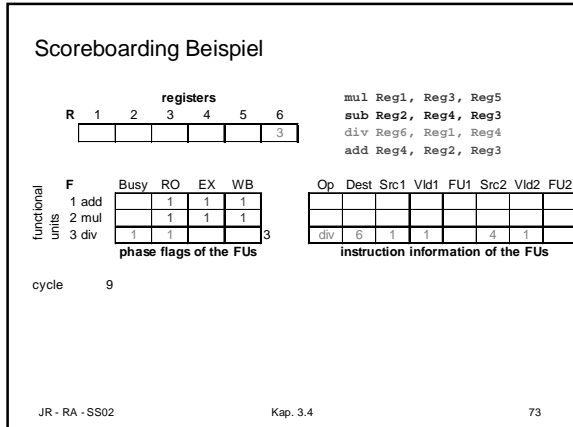 Scoreboarding Beispiel
registers
R 1 2 3 4 5 6
3
mul Reg1, Reg3, Reg5
sub Reg2, Reg4, Reg3
div Reg6, Reg1, Reg4
add Reg4, Reg2, Reg3
functional units
F Busy RO EX WB
1 add 1 1 1
2 mul 1 1 1
3 div 1 1 3
phase flags of the FUs
Op Dest Src1 Vld1 FU1 Src2 Vld2 FU2
div 6 1 1 4 1
instruction information of the FUs
cycle 9
JR - RA - SS02 Kap. 3.4 73